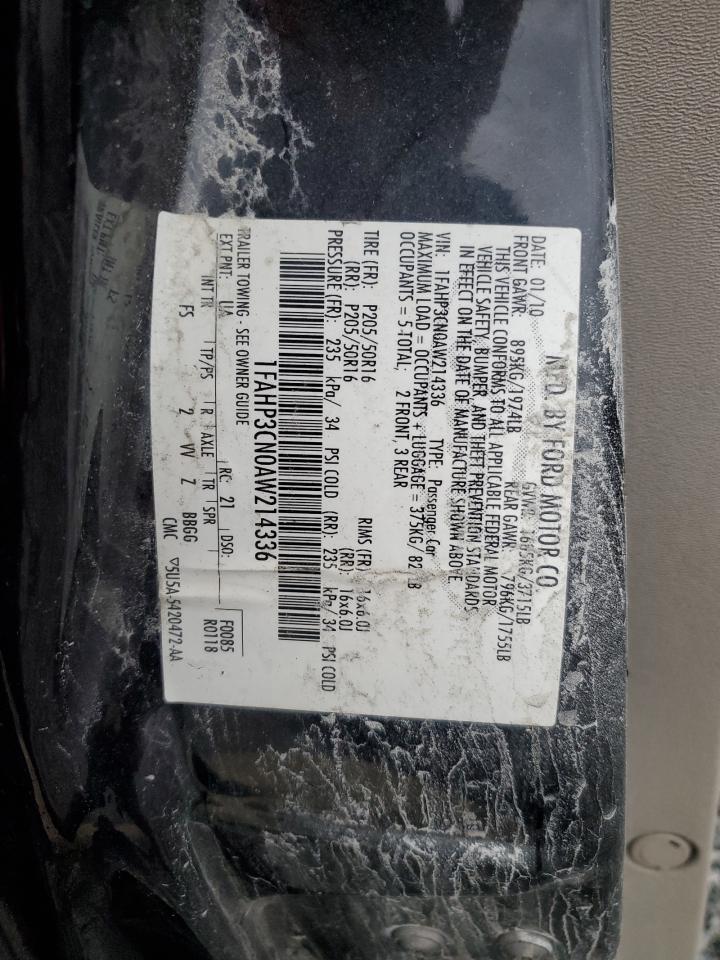 MFD. BY FORD MOTOR CO.
DATE: 01/10 GVWR: 1685KG/3715LB
FRONT GAWR: 895KG/1974LB REAR GAWR: 796KG/1755LB
THIS VEHICLE CONFORMS TO ALL APPLICABLE FEDERAL MOTOR
VEHICLE SAFETY, BUMPER, AND THEFT PREVENTION STANDARDS
IN EFFECT ON THE DATE OF MANUFACTURE SHOWN ABOVE.
VIN: 1FAHP3CN0AW214336 TYPE: Passenger Car
MAXIMUM LOAD = OCCUPANTS + LUGGAGE = 375KG/
OCCUPANTS = 5 TOTAL; 2 FRONT, 3 REAR
TIRE (FR): P205/50R16 RIMS (FR): 16x6.0J
(RR): P205/50R16 (RR): 16x6.0J
PRESSURE (FR): 235 kPa/ 34 PSI COLD (RR): 235 kPa/ 34 PSI COLD
1FAHP3CN0AW214336
TRAILER TOWING - SEE OWNER GUIDE
EXT PNT: UA RC: 21 DSO: F0085
R0118
INT TR TP/PS R AXLE TR SPR
FS 2 VV Z BBGG
CMC 5U5A-5420472-AA